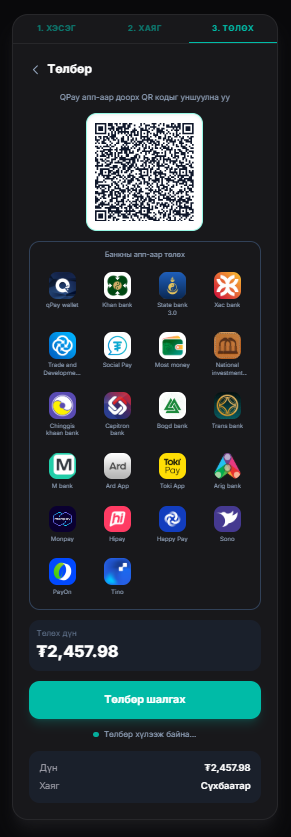 1. ХЭСЭГ 2. ХАЯГ 3. ТӨЛӨХ
Төлбөр
QPay апп-аар доорх QR кодыг уншуулна уу
Банкны апп-аар төлөх
qPay wallet Khan bank State bank 3.0 Xac bank
Trade and Developme... Social Pay Most money National investment...
Chinggis khaan bank Capitron bank Bogd bank Trans bank
M bank Ard App Toki App Arig bank
Monpay Hipay Happy Pay Sono
PayOn Tino
Төлөх дүн
₮2,457.98
Төлбөр шалгах
Төлбөр хүлээж байна...
Дүн ₮2,457.98
Хаяг Сүхбаатар